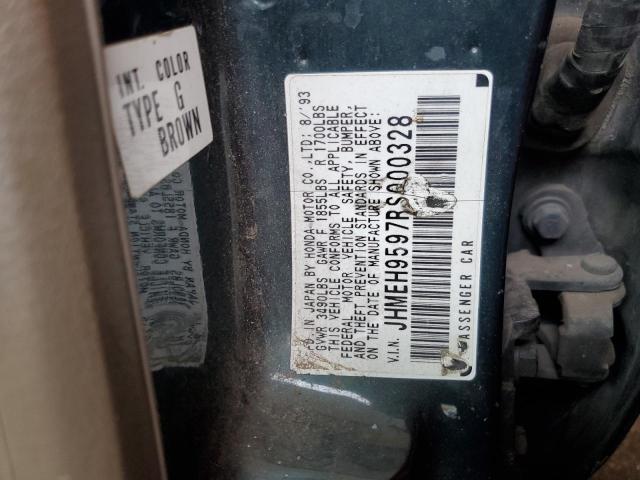 INT. COLOR
TYPE G
BROWN
CO. IN JAPAN BY HONDA MOTOR CO., LTD: 8/'93
GVWR 3490LBS GAWR F 1855LBS R 1700LBS
THIS VEHICLE CONFORMS TO ALL APPLICABLE
FEDERAL MOTOR VEHICLE SAFETY, BUMPER,
AND THEFT PREVENTION STANDARDS IN EFFECT
ON THE DATE OF MANUFACTURE SHOWN ABOVE:
V.I.N. JHMEH9597RS000328
PASSENGER CAR